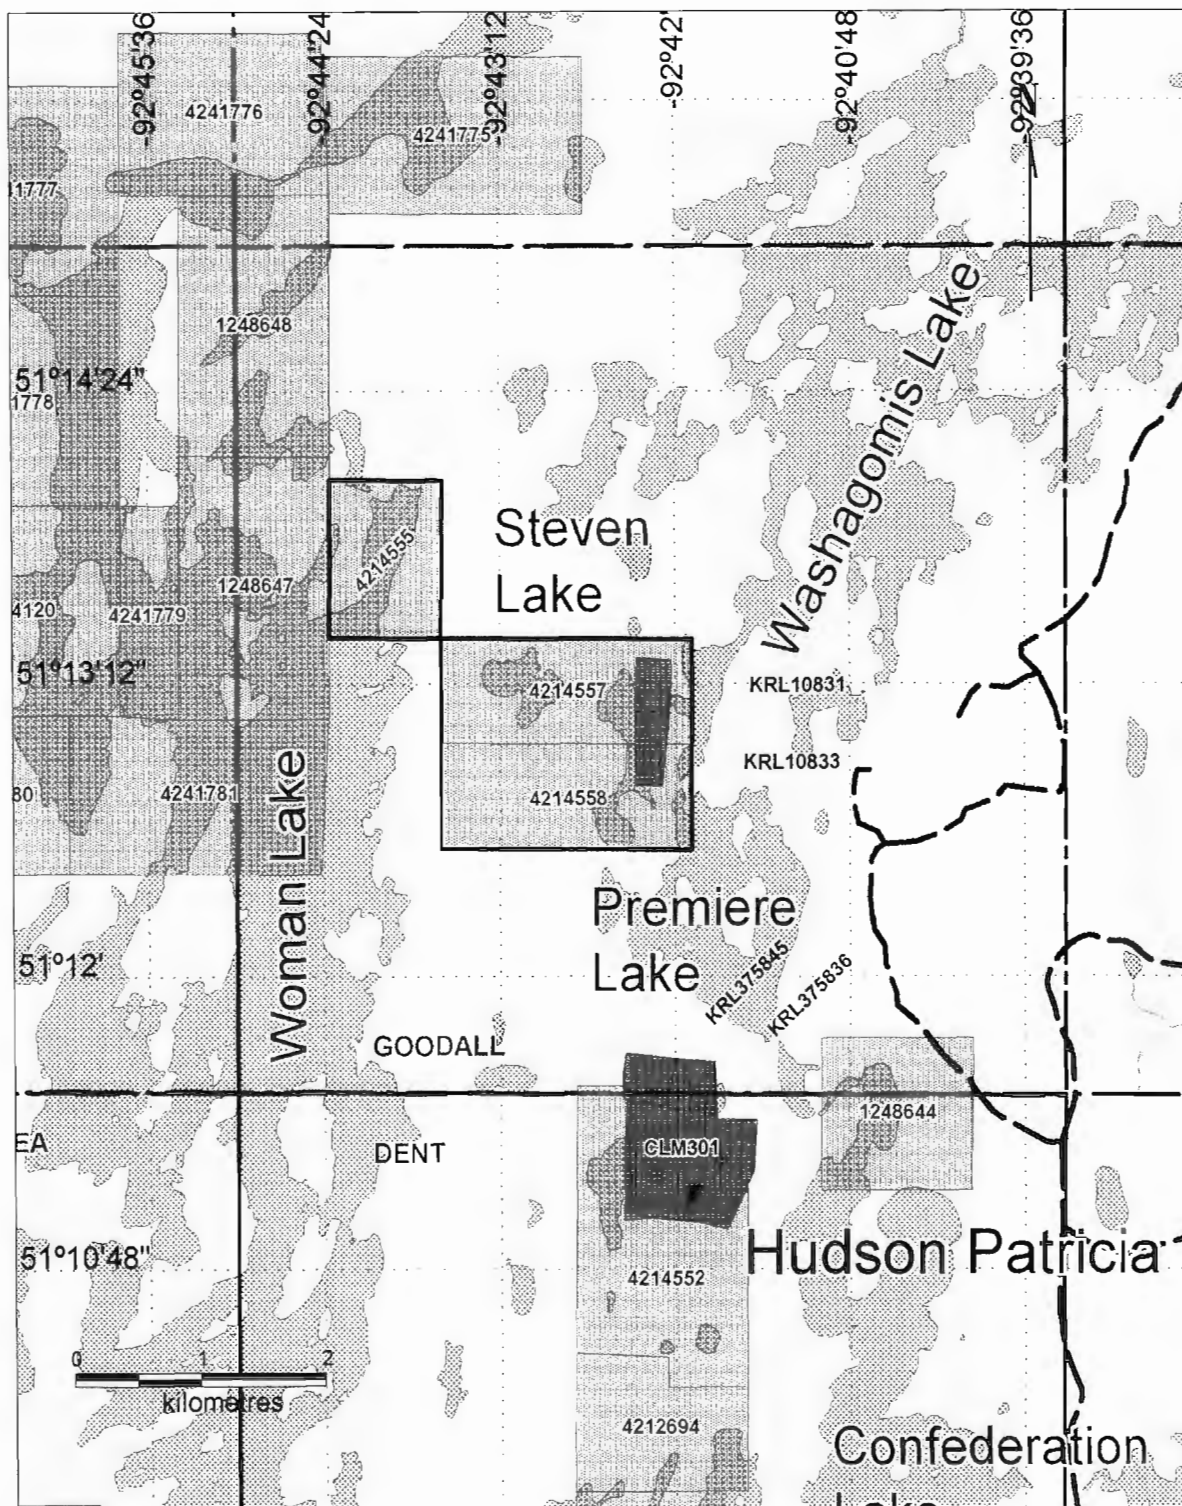 -92°45'36
-92°44'24
-92°43'12
-92°42
-92°40'48
-92°39'36
N
4241776
4241775
1777
1248648
Washagomis Lake
51°14'24"
1778
4214555
Steven
Lake
1248647
4120
4241779
51°13'12"
4214557
KRL10831
KRL10833
80
4241781
4214558
Woman Lake
Premiere
Lake
51°12'
KRL375845
KRL375836
GOODALL
1248644
EA
DENT
CLM301
51°10'48"
Hudson Patricia
4214552
0 1 2
kilometres
4212694
Confederation
Lake